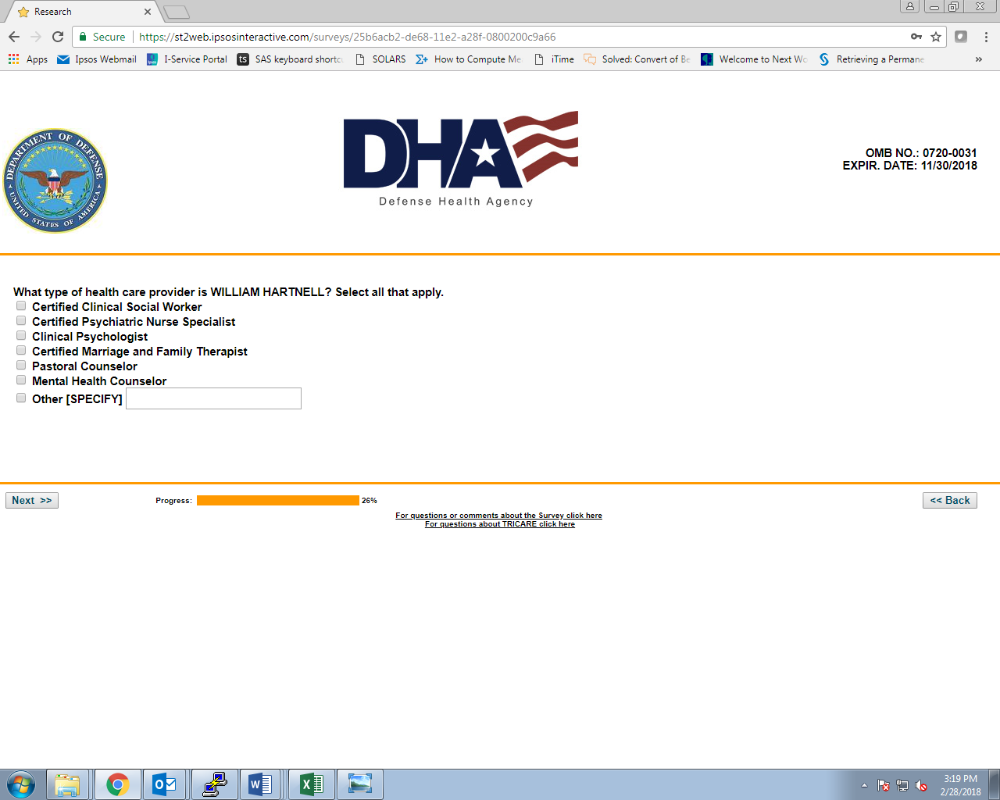 Research
Secure
https://st2web.ipsosinteractive.com/surveys/25b6acb2-de68-11e2-a28f-0800200c9a66
Apps
Ipsos Webmail
I-Service Portal
ts
SAS keyboard shortcu
SOLARS
How to Compute Me
iTime
Solved: Convert of Be
Welcome to Next Wo
Retrieving a Permane
»
DEPARTMENT OF DEFENSE
UNITED STATES OF AMERICA
DHA
Defense Health Agency
OMB NO.: 0720-0031
EXPIR. DATE: 11/30/2018
What type of health care provider is WILLIAM HARTNELL? Select all that apply.
Certified Clinical Social Worker
Certified Psychiatric Nurse Specialist
Clinical Psychologist
Certified Marriage and Family Therapist
Pastoral Counselor
Mental Health Counselor
Other [SPECIFY]
Next >>
Progress: 26%
<< Back
For questions or comments about the Survey click here
For questions about TRICARE click here
3:19 PM
2/28/2018